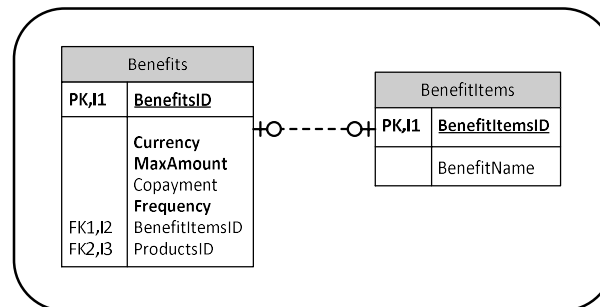 Benefits
PK,I1 BenefitsID
Currency
MaxAmount
Copayment
Frequency
FK1,I2 BenefitItemsID
FK2,I3 ProductsID
BenefitItems
PK,I1 BenefitItemsID
BenefitName